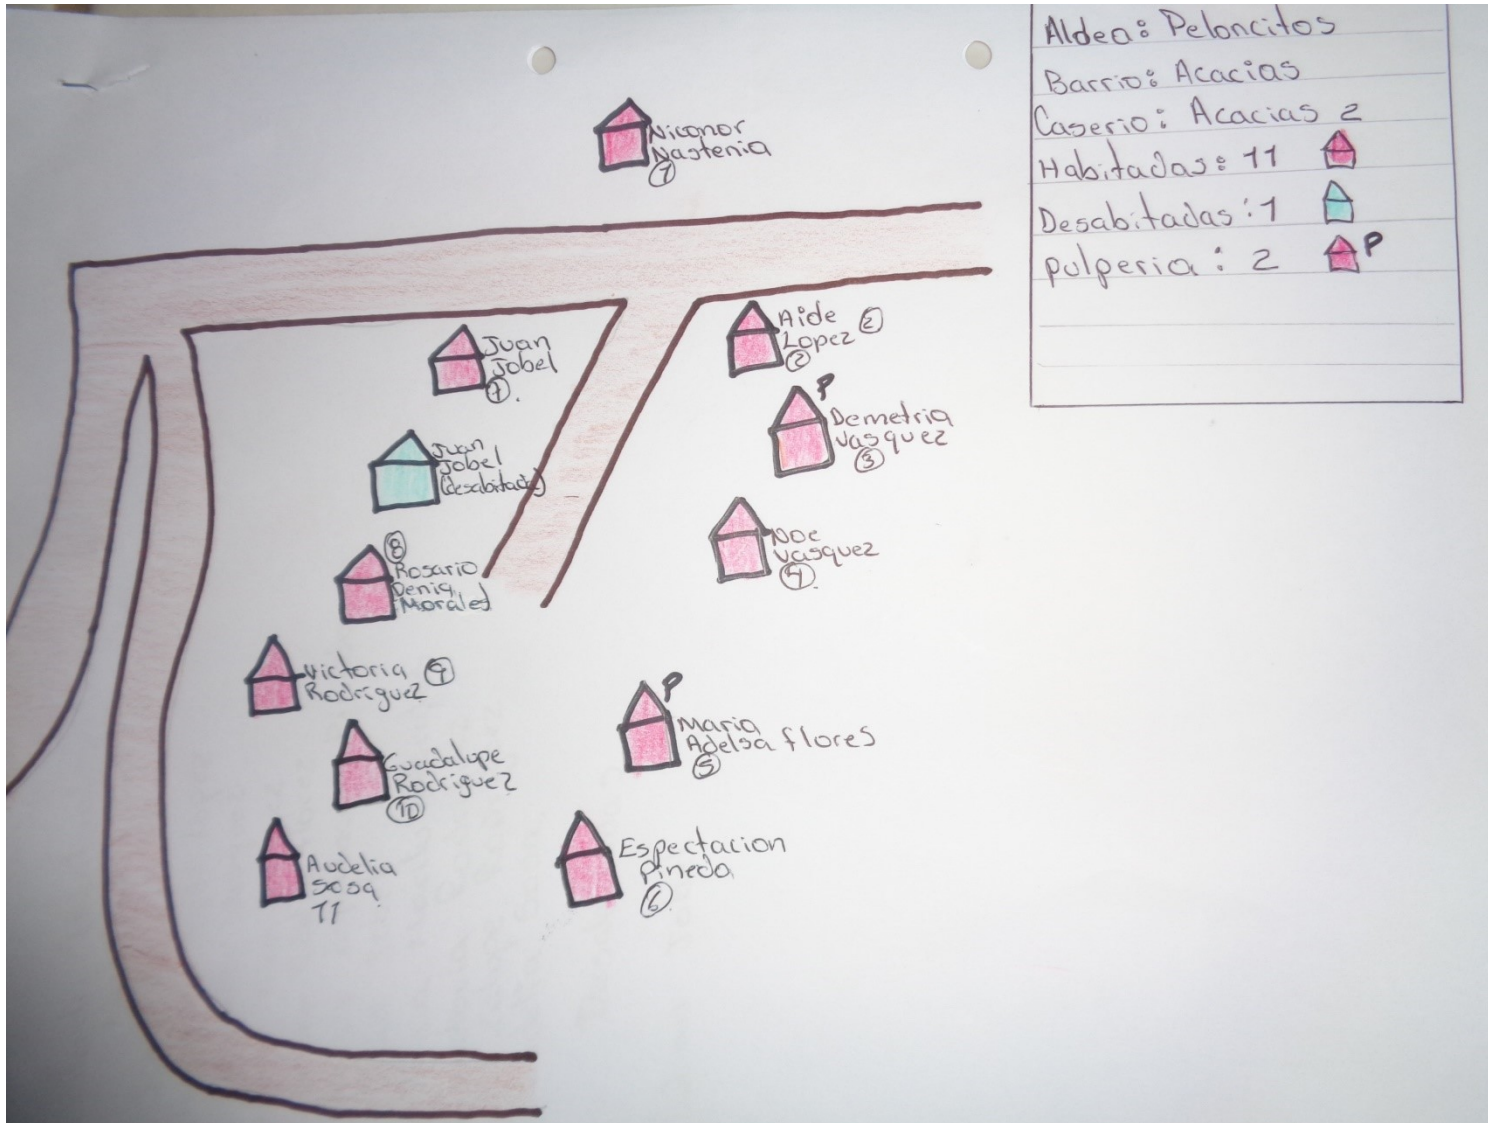 Aldea: Peloncitos
Barrio: Acacias
Caserio: Acacias 2
Habitadas: 11
Desabitadas: 1
pulperia: 2 P
Niconor
Nastenia
1
Juan
Jobel
7.
Aide 2
Lopez
2
P
Demetria
Vasquez
3
Juan
Jobel
(desabitada)
Noe
Vasquez
4
8
Rosario
Denia
Morales
Victoria 9
Rodriguez
P
Maria
Adelsa flores
5
Guadalupe
Rodriguez
10
Espectacion
Pineda
6
Audelia
Sosa
11